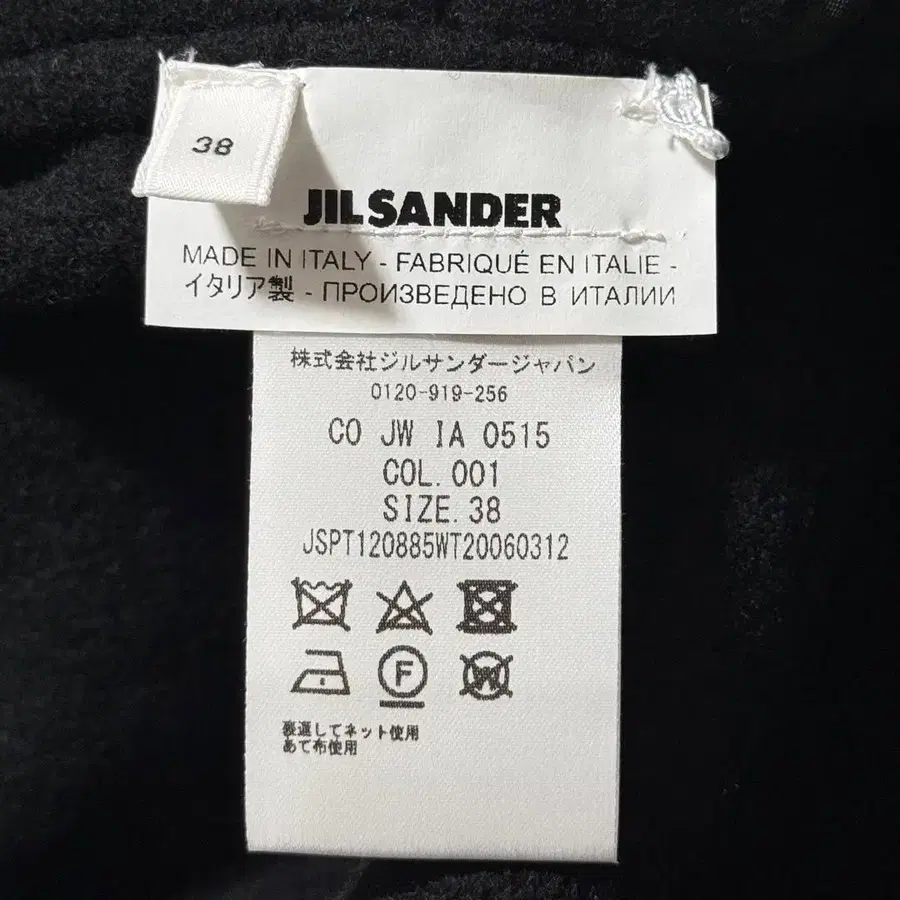 38
JIL SANDER
MADE IN ITALY - FABRIQUÉ EN ITALIE -
イタリア製 - ПРОИЗВЕДЕНО В ИТАЛИИ
株式会社ジルサンダージャパン
0120-919-256
CO JW IA 0515
COL.001
SIZE.38
JSPT120885WT20060312
F
W
裏返してネット使用
あて布使用